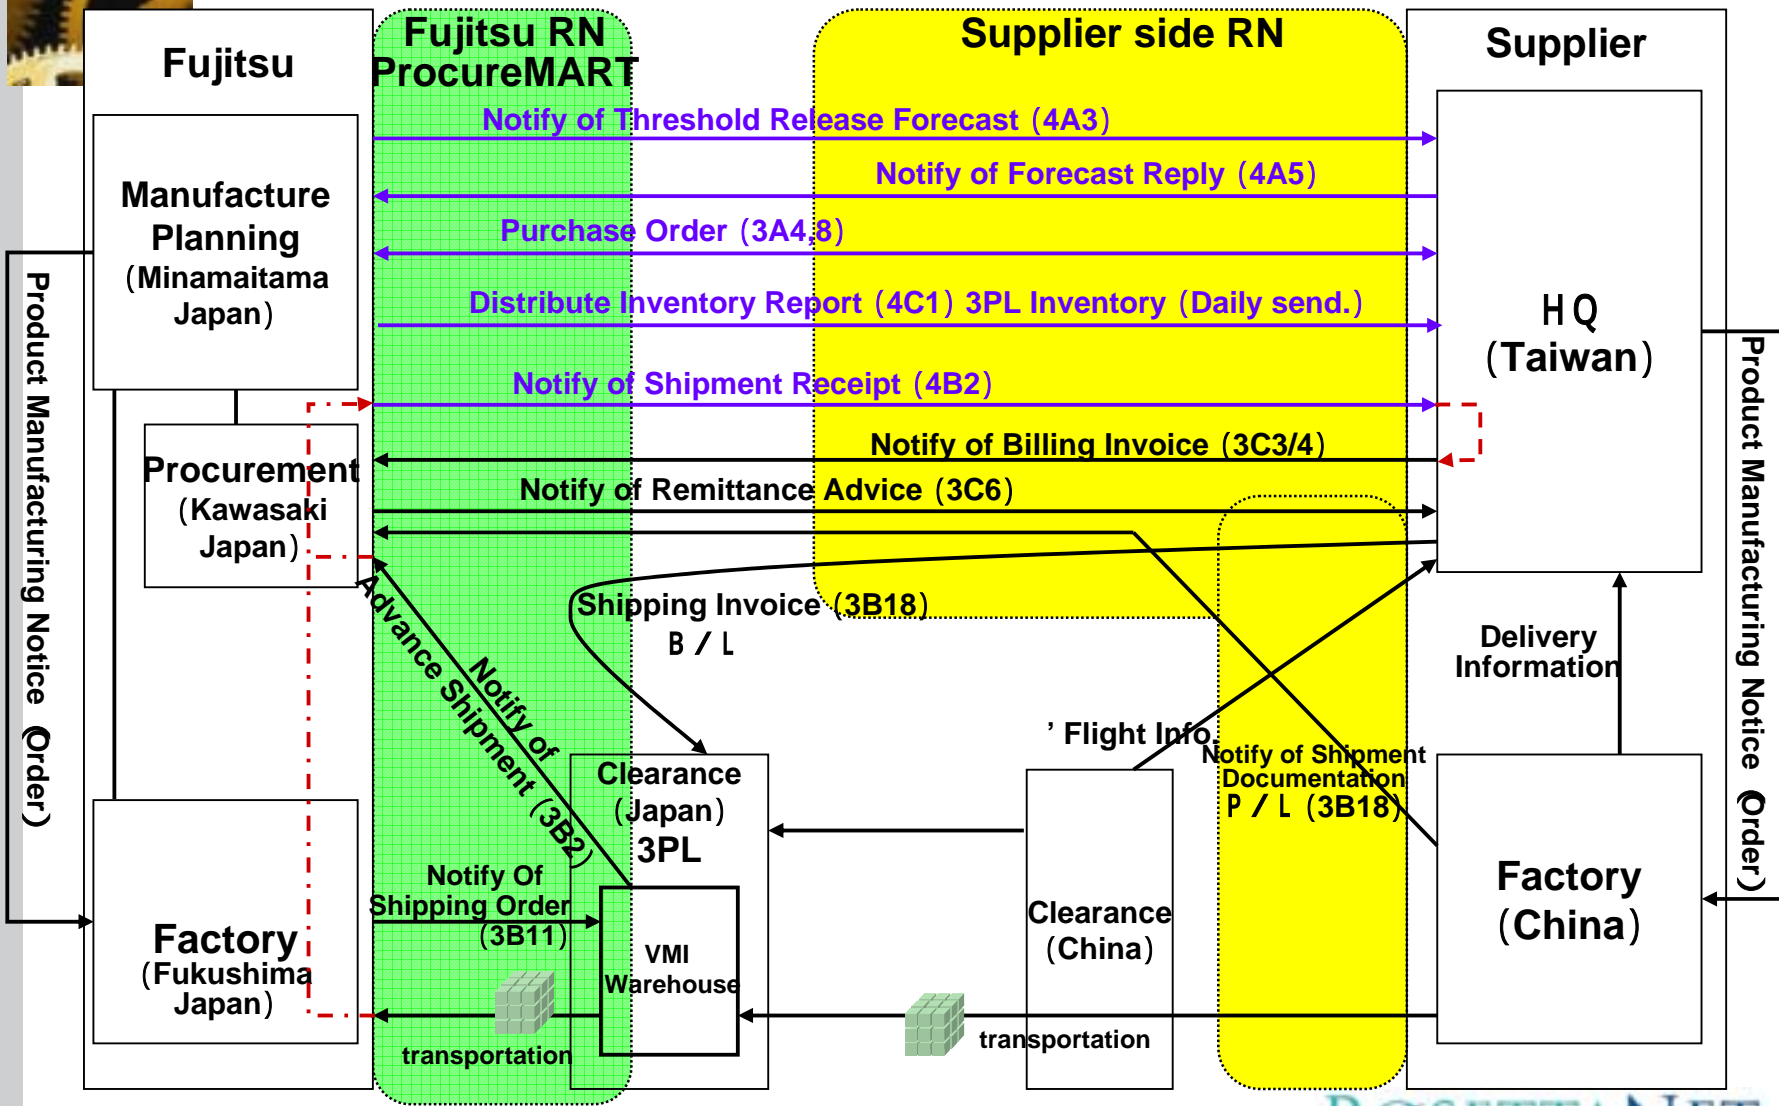 Fujitsu
Fujitsu RN
ProcureMART
Supplier side RN
Supplier
Notify of Threshold Release Forecast (4A3)
Notify of Forecast Reply (4A5)
Purchase Order (3A4,8)
Distribute Inventory Report (4C1) 3PL Inventory (Daily send.)
Notify of Shipment Receipt (4B2)
Notify of Billing Invoice (3C3/4)
Notify of Remittance Advice (3C6)
Manufacture
Planning
(Minamaitama
Japan)
Procurement
(Kawasaki
Japan)
HQ
(Taiwan)
Product Manufacturing Notice (Order)
Product Manufacturing Notice (Order)
Shipping Invoice (3B18)
B/L
Notify of
Advance Shipment (3B2)
Delivery
Information
' Flight Info.
Notify of Shipment
Documentation
P/L (3B18)
Clearance
(Japan)
3PL
Notify Of
Shipping Order
(3B11)
VMI
Warehouse
Clearance
(China)
Factory
(China)
Factory
(Fukushima
Japan)
transportation
transportation
ROSETTANET